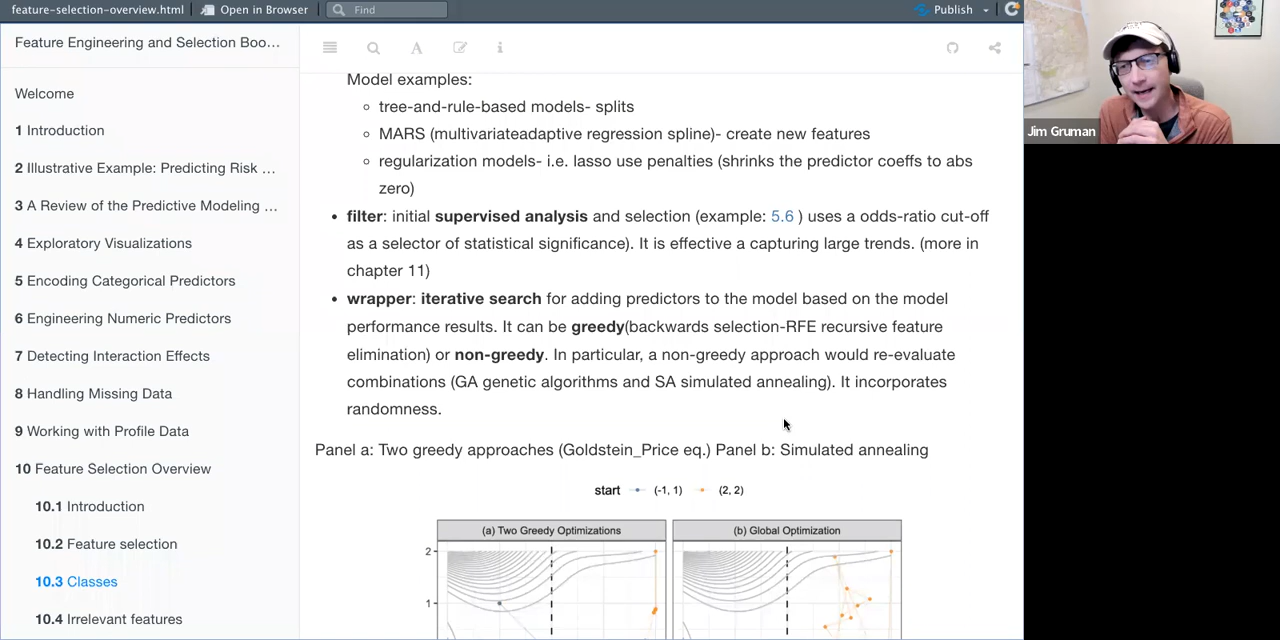 feature-selection-overview.html
Open in Browser
Find
Publish
Feature Engineering and Selection Boo...
Welcome
1 Introduction
2 Illustrative Example: Predicting Risk ...
3 A Review of the Predictive Modeling ...
4 Exploratory Visualizations
5 Encoding Categorical Predictors
6 Engineering Numeric Predictors
7 Detecting Interaction Effects
8 Handling Missing Data
9 Working with Profile Data
10 Feature Selection Overview
10.1 Introduction
10.2 Feature selection
10.3 Classes
10.4 Irrelevant features
Model examples:
tree-and-rule-based models- splits
MARS (multivariateadaptive regression spline)- create new features
regularization models- i.e. lasso use penalties (shrinks the predictor coeffs to abs
zero)
filter: initial supervised analysis and selection (example: 5.6 ) uses a odds-ratio cut-off
as a selector of statistical significance). It is effective a capturing large trends. (more in
chapter 11)
wrapper: iterative search for adding predictors to the model based on the model
performance results. It can be greedy(backwards selection-RFE recursive feature
elimination) or non-greedy. In particular, a non-greedy approach would re-evaluate
combinations (GA genetic algorithms and SA simulated annealing). It incorporates
randomness.
Panel a: Two greedy approaches (Goldstein_Price eq.) Panel b: Simulated annealing
start (-1, 1) (2, 2)
(a) Two Greedy Optimizations
(b) Global Optimization
2
1
Jim Gruman